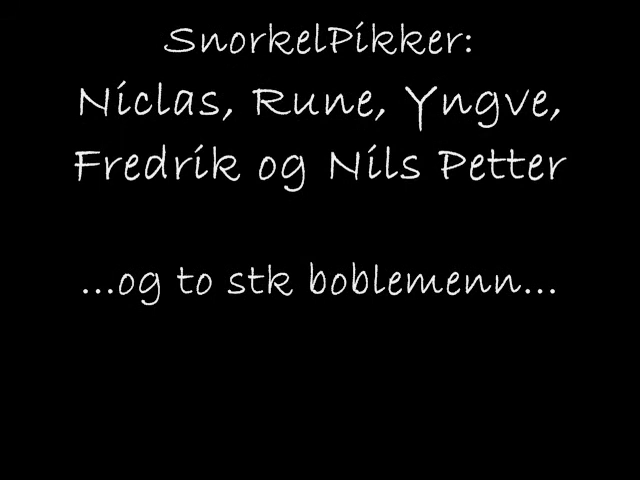 SnorkelPikker:
Niclas, Rune, Yngve,
Fredrik og Nils Petter
...og to stk boblemenn...